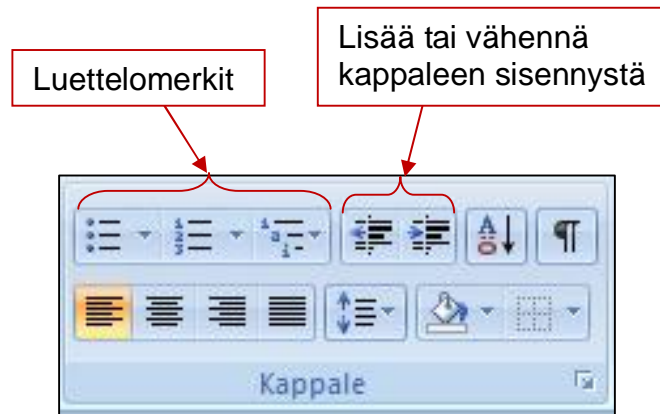 Luettelomerkit
Lisää tai vähennä
kappaleen sisennystä
Kappale